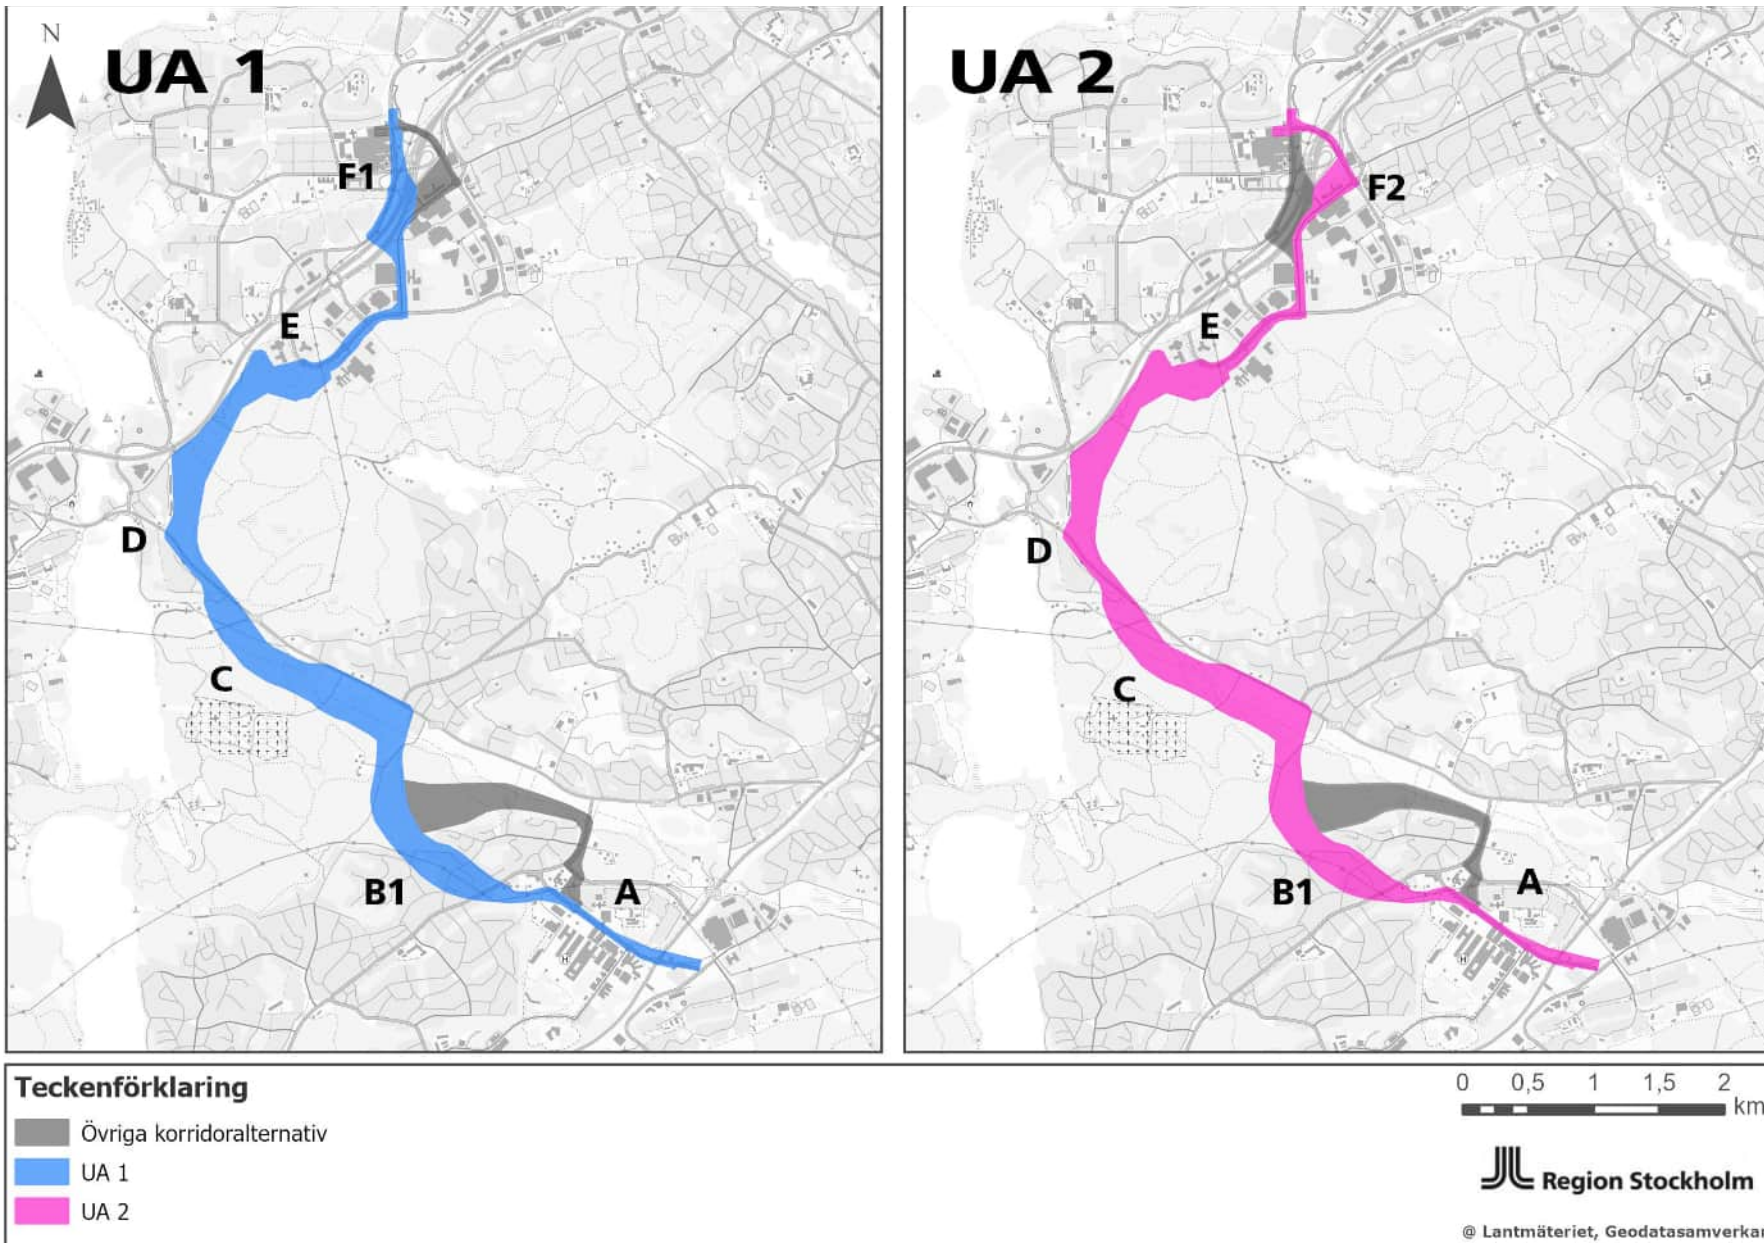 N
UA 1
F1
E
D
C
B1
A
H
UA 2
F2
E
D
C
B1
A
H
Teckenförklaring
Övriga korridoralternativ
UA 1
UA 2
0 0,5 1 1,5 2
km
Region Stockholm
@ Lantmäteriet, Geodatasamverkan